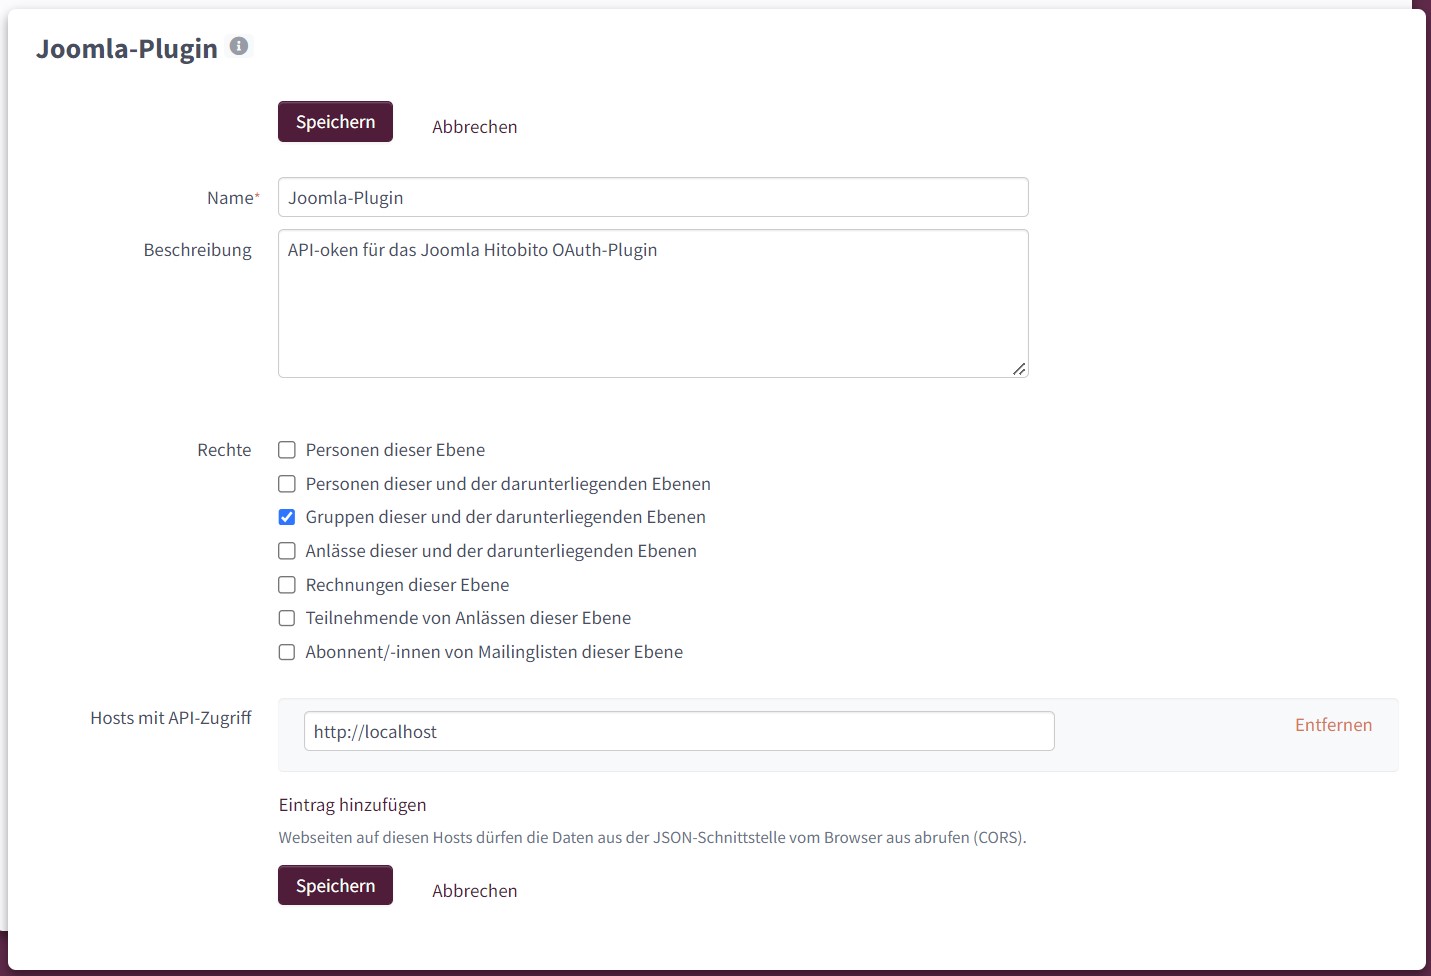 Joomla-Plugin
Speichern Abbrechen
Name* Joomla-Plugin
Beschreibung API-oken für das Joomla Hitobito OAuth-Plugin
Rechte Personen dieser Ebene
Personen dieser und der darunterliegenden Ebenen
Gruppen dieser und der darunterliegenden Ebenen
Anlässe dieser und der darunterliegenden Ebenen
Rechnungen dieser Ebene
Teilnehmende von Anlässen dieser Ebene
Abonnent/-innen von Mailinglisten dieser Ebene
Hosts mit API-Zugriff http://localhost Entfernen
Eintrag hinzufügen
Webseiten auf diesen Hosts dürfen die Daten aus der JSON-Schnittstelle vom Browser aus abrufen (CORS).
Speichern Abbrechen